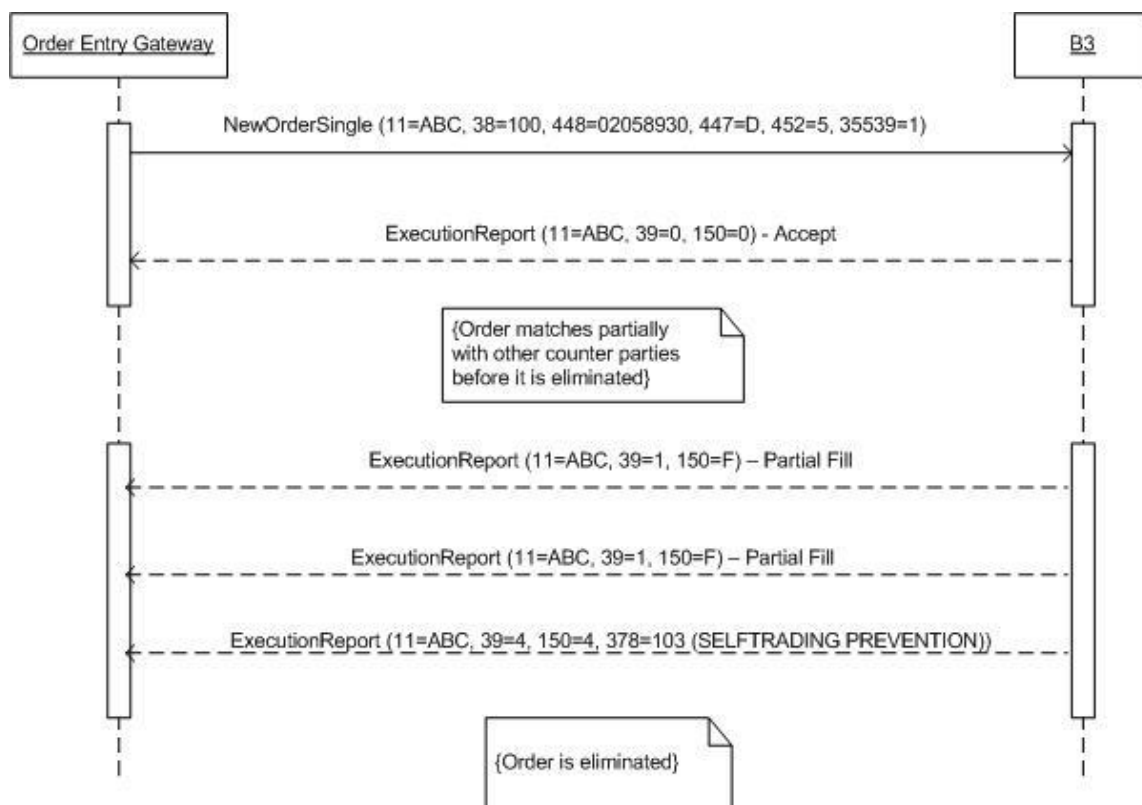 Order Entry Gateway
B3
NewOrderSingle (11=ABC, 38=100, 448=02058930, 447=D, 452=5, 35539=1)
ExecutionReport (11=ABC, 39=0, 150=0) - Accept
{Order matches partially
with other counter parties
before it is eliminated}
ExecutionReport (11=ABC, 39=1, 150=F) – Partial Fill
ExecutionReport (11=ABC, 39=1, 150=F) – Partial Fill
ExecutionReport (11=ABC, 39=4, 150=4, 378=103 (SELFTRADING PREVENTION))
{Order is eliminated}